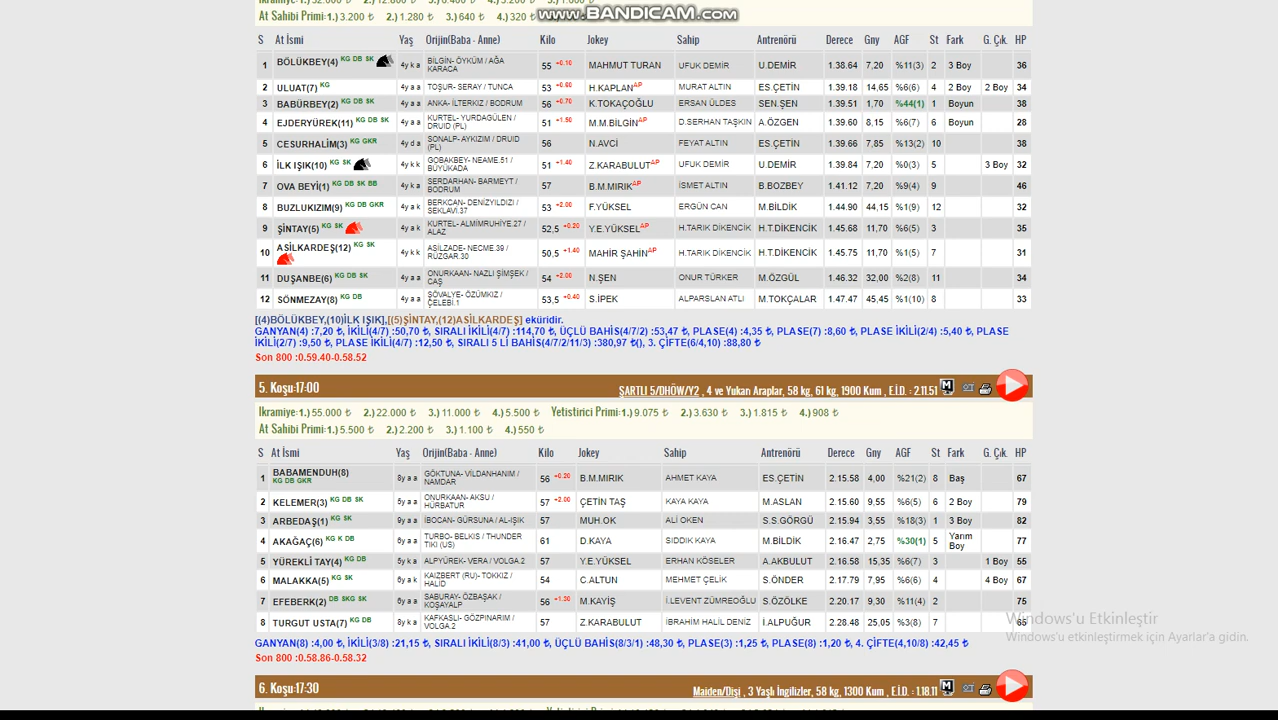 www.BANDICAM.com
At Sahibi Primi:1.) 3.200 ₺ 2.) 1.280 ₺ 3.) 640 ₺ 4.) 320
S At İsmi Yaş Orijin(Baba - Anne) Kilo Jokey Sahip Antrenörü Derece Gny AGF St Fark G. Çık. HP
1 BÖLÜKBEY(4) KG DB SK 4y k a BİLGİN- ÖYKÜM / AĞA KARACA 55 +0.10 MAHMUT TURAN UFUK DEMİR U.DEMİR 1.38.64 7,20 %11(3) 2 3 Boy 36
2 ULUAT(7) KG 4y a a TOŞUR- SERAY / TUNCA 53 +0.60 H.KAPLAN AP MURAT ALTIN ES.ÇETİN 1.39.18 14,65 %6(6) 4 2 Boy 2 Boy 34
3 BABÜRBEY(2) KG DB SK 4y a a ANKA- İLTERKIZ / BODRUM 56 +0.70 K.TOKAÇOĞLU ERSAN ÜLDES SEN.ŞEN 1.39.51 1,70 %44(1) 1 Boyun 38
4 EJDERYÜREK(11) KG DB SK 4y a a KURTEL- YURDAGÜLEN / DRUID (PL) 51 +1.50 M.M.BİLGİN AP D.SERHAN TAŞKIN A.ÖZGEN 1.39.60 8,15 %6(7) 6 Boyun 28
5 CESURHALİM(3) KG GKR 4y d a SONALP- AYKIZIM / DRUID (PL) 56 N.AVCİ FEYAT ALTIN ES.ÇETİN 1.39.66 7,85 %13(2) 10 38
6 İLK IŞIK(10) KG SK 4y k k GOBAKBEY- NEAME.51 / BÜYÜKADA 51 +1.40 Z.KARABULUT AP UFUK DEMİR U.DEMİR 1.39.84 7,20 %0(3) 5 3 Boy 32
7 OVA BEYİ(1) KG DB SK BB 4y k a SERDARHAN- BARMEYT / BODRUM 57 B.M.MIRIK AP İSMET ALTIN B.BOZBEY 1.41.12 7,20 %9(4) 9 46
8 BUZLUKIZIM(9) KG DB GKR 4y a k BERKCAN- DENİZYILDIZI / SEKLAVİ.37 53 +2.00 F.YÜKSEL ERGÜN CAN M.BİLDİK 1.44.90 44,15 %1(9) 12 32
9 ŞİNTAY(5) KG SK 4y a k KURTEL- ALMİMRUHİYE.27 / ALAZ 52,5 +0.20 Y.E.YÜKSEL AP H.TARIK DİKENCİK H.T.DİKENCİK 1.45.68 11,70 %6(5) 3 35
10 ASİLKARDEŞ(12) KG SK 4y k k ASİLZADE- NECME.39 / RÜZGAR.30 50,5 +1.40 MAHİR ŞAHİN AP H.TARIK DİKENCİK H.T.DİKENCİK 1.45.75 11,70 %1(5) 7 31
11 DUŞANBE(6) KG DB SK 4y a a ONURKAAN- NAZLI ŞİMŞEK / CAŞ 54 +2.00 N.ŞEN ONUR TÜRKER M.ÖZGÜL 1.46.32 32,00 %2(8) 11 34
12 SÖNMEZAY(8) KG DB 4y a a ŞÖVALYE- ÖZÜMKIZ / ÇELEBİ.1 53,5 +0.40 S.İPEK ALPARSLAN ATLI M.TOKÇALAR 1.47.47 45,45 %1(10) 8 33
[(4)BÖLÜKBEY,(10)İLK IŞIK],[(5)ŞİNTAY,(12)ASİLKARDEŞ] eküridir.
GANYAN(4) :7,20 ₺, İKİLİ(4/7) :50,70 ₺, SIRALI İKİLİ(4/7) :114,70 ₺, ÜÇLÜ BAHİS(4/7/2) :53,47 ₺, PLASE(4) :4,35 ₺, PLASE(7) :8,60 ₺, PLASE İKİLİ(2/4) :5,40 ₺, PLASE
İKİLİ(2/7) :9,50 ₺, PLASE İKİLİ(4/7) :12,50 ₺, SIRALI 5 Lİ BAHİS(4/7/2/11/3) :380,97 ₺(), 3. ÇİFTE(6/4,10) :88,80 ₺
Son 800 :0.59.40-0.58.52
5. Koşu:17:00 ŞARTLI 5/DHÖW/Y2 , 4 ve Yukarı Araplar, 58 kg, 61 kg, 1900 Kum , E.İ.D. : 2.11.51
İkramiye:1.) 55.000 ₺ 2.) 22.000 ₺ 3.) 11.000 ₺ 4.) 5.500 ₺ Yetistirici Primi:1.) 9.075 ₺ 2.) 3.630 ₺ 3.) 1.815 ₺ 4.) 908 ₺
At Sahibi Primi:1.) 5.500 ₺ 2.) 2.200 ₺ 3.) 1.100 ₺ 4.) 550 ₺
S At İsmi Yaş Orijin(Baba - Anne) Kilo Jokey Sahip Antrenörü Derece Gny AGF St Fark G. Çık. HP
1 BABAMENDUH(8) KG DB GKR 8y a a GÖKTUNA- VİLDANHANIM / NAMDAR 56 +0.20 B.M.MIRIK AHMET KAYA ES.ÇETİN 2.15.58 4,00 %21(2) 8 Baş 67
2 KELEMER(3) KG DB SK 5y a a ONURKAAN- AKSU / HÜRBATUR 57 +2.00 ÇETİN TAŞ KAYA KAYA M.ASLAN 2.15.60 9,55 %6(5) 6 2 Boy 79
3 ARBEDAŞ(1) KG SK 9y a a İBOCAN- GÜRSUNA / AL-IŞIK 57 MUH.OK ALİ OKEN S.S.GÖRGÜ 2.15.94 3,55 %18(3) 1 3 Boy 82
4 AKAĞAÇ(6) KG K DB 6y a a TURBO- BELKIS / THUNDER TIKI (US) 61 D.KAYA SIDDIK KAYA M.BİLDİK 2.16.47 2,75 %30(1) 5 Yarım Boy 77
5 YÜREKLİ TAY(4) KG DB 5y k a ALPYÜREK- VERA / VOLGA.2 57 Y.E.YÜKSEL ERHAN KÖSELER A.AKBULUT 2.16.58 15,35 %6(7) 3 1 Boy 55
6 MALAKKA(5) KG SK 6y a k KAIZBERT (RU)- TOKKIZ / HALİD 54 C.ALTUN MEHMET ÇELİK S.ÖNDER 2.17.79 7,95 %6(6) 4 4 Boy 67
7 EFEBERK(2) DB SKG SK 6y a a SABURAY- ÖZBAŞAK / KOŞAYALP 56 +1.30 M.KAYİŞ İ.LEVENT ZÜMREOĞLU S.ÖZÖLKE 2.20.17 9,30 %11(4) 2 75
8 TURGUT USTA(7) KG DB 8y k a KAFKASLI- GÖZPINARIM / VOLGA.2 57 Z.KARABULUT İBRAHİM HALİL DENİZ İ.ALPUĞUR 2.28.48 25,05 %3(8) 7 65
GANYAN(8) :4,00 ₺, İKİLİ(3/8) :21,15 ₺, SIRALI İKİLİ(8/3) :41,00 ₺, ÜÇLÜ BAHİS(8/3/1) :48,30 ₺, PLASE(3) :1,25 ₺, PLASE(8) :1,20 ₺, 4. ÇİFTE(4,10/8) :42,45 ₺
Son 800 :0.58.86-0.58.32
Windows'u Etkinleştir
Windows'u etkinleştirmek için Ayarlar'a gidin.
6. Koşu:17:30 Maiden/Dişi , 3 Yaşlı İngilizler, 58 kg, 1300 Kum , E.İ.D. : 1.18.11